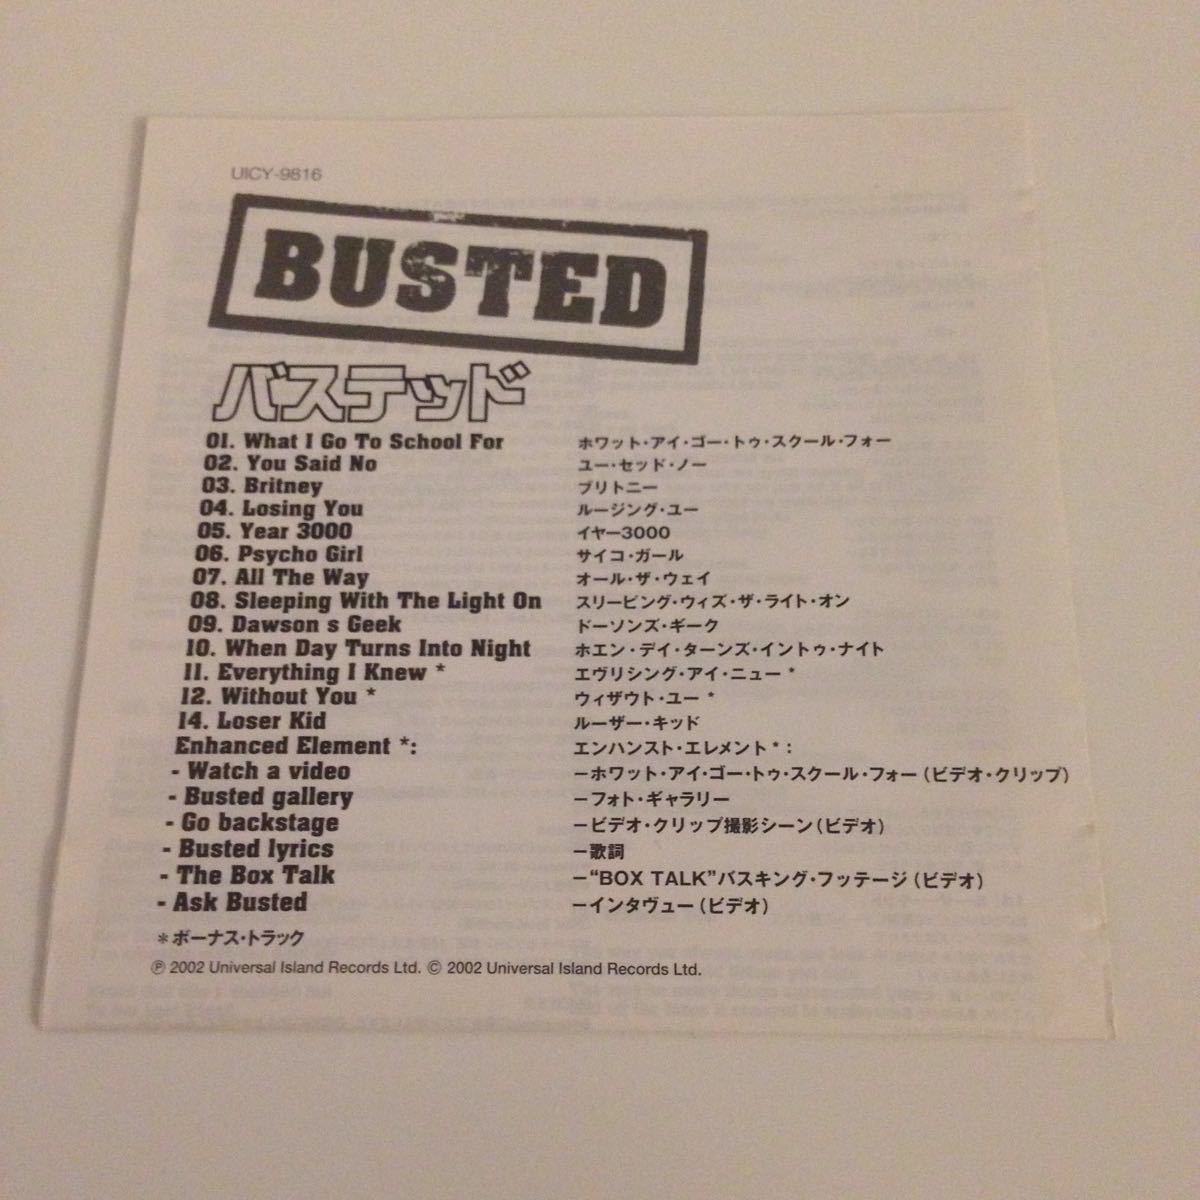 UICY-9816
BUSTED
バステッド
01. What I Go To School For ホワット・アイ・ゴー・トゥ・スクール・フォー
02. You Said No ユー・セッド・ノー
03. Britney ブリトニー
04. Losing You ルージング・ユー
05. Year 3000 イヤー3000
06. Psycho Girl サイコ・ガール
07. All The Way オール・ザ・ウェイ
08. Sleeping With The Light On スリーピング・ウィズ・ザ・ライト・オン
09. Dawson s Geek ドーソンズ・ギーク
10. When Day Turns Into Night ホエン・デイ・ターンズ・イントゥ・ナイト
11. Everything I Knew * エヴリシング・アイ・ニュー *
12. Without You * ウィザウト・ユー *
14. Loser Kid ルーザー・キッド
Enhanced Element *: エンハンスト・エレメント * :
- Watch a video －ホワット・アイ・ゴー・トゥ・スクール・フォー（ビデオ・クリップ）
- Busted gallery －フォト・ギャラリー
- Go backstage －ビデオ・クリップ撮影シーン（ビデオ）
- Busted lyrics －歌詞
- The Box Talk －“BOX TALK”バスキング・フッテージ（ビデオ）
- Ask Busted －インタヴュー（ビデオ）
＊ボーナス・トラック
℗ 2002 Universal Island Records Ltd. © 2002 Universal Island Records Ltd.